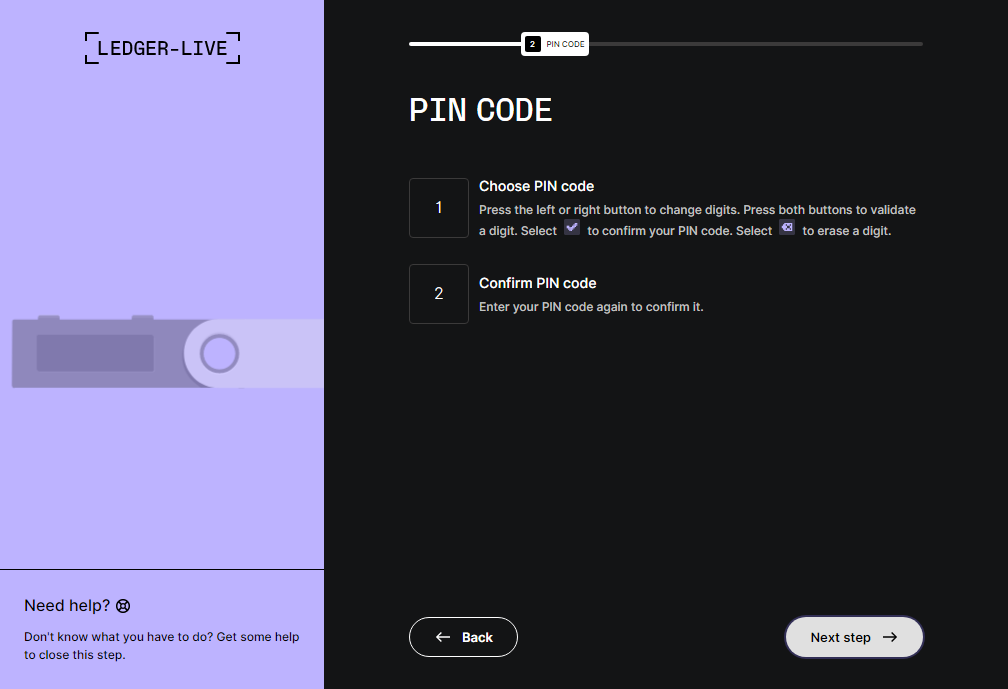 LEDGER-LIVE
2 PIN CODE
PIN CODE
1
Choose PIN code
Press the left or right button to change digits. Press both buttons to validate
a digit. Select to confirm your PIN code. Select to erase a digit.
2
Confirm PIN code
Enter your PIN code again to confirm it.
Need help?
Don't know what you have to do? Get some help
to close this step.
Back
Next step